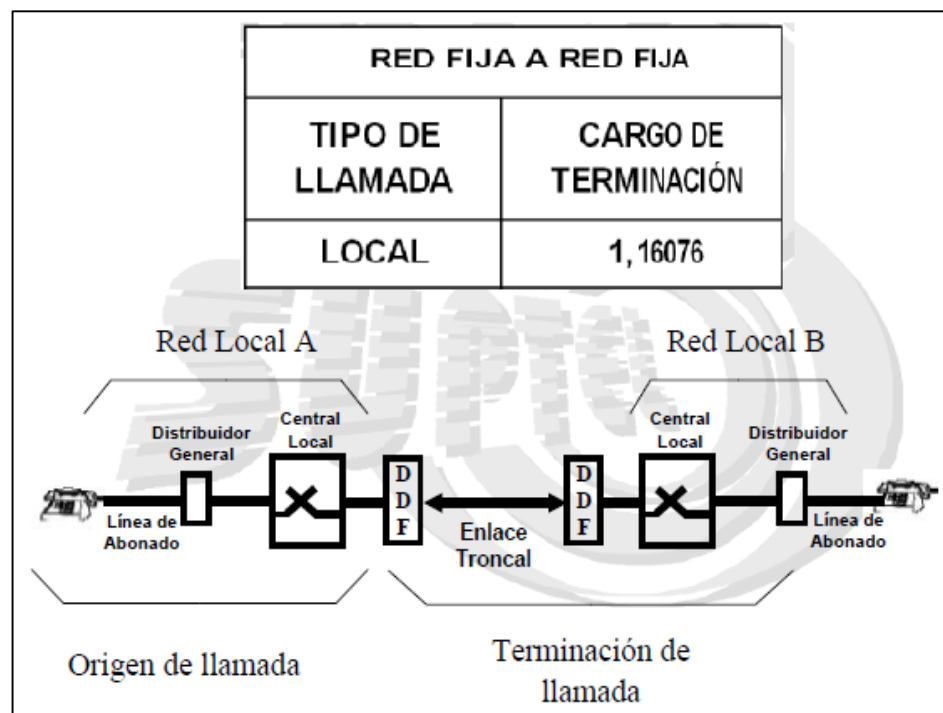 RED FIJA A RED FIJA
TIPO DE LLAMADA
CARGO DE TERMINACIÓN
LOCAL
1,16076
Red Local A
Red Local B
Distribuidor General
Central Local
DDF
DDF
Central Local
Distribuidor General
Línea de Abonado
Enlace Troncal
Línea de Abonado
Origen de llamada
Terminación de llamada